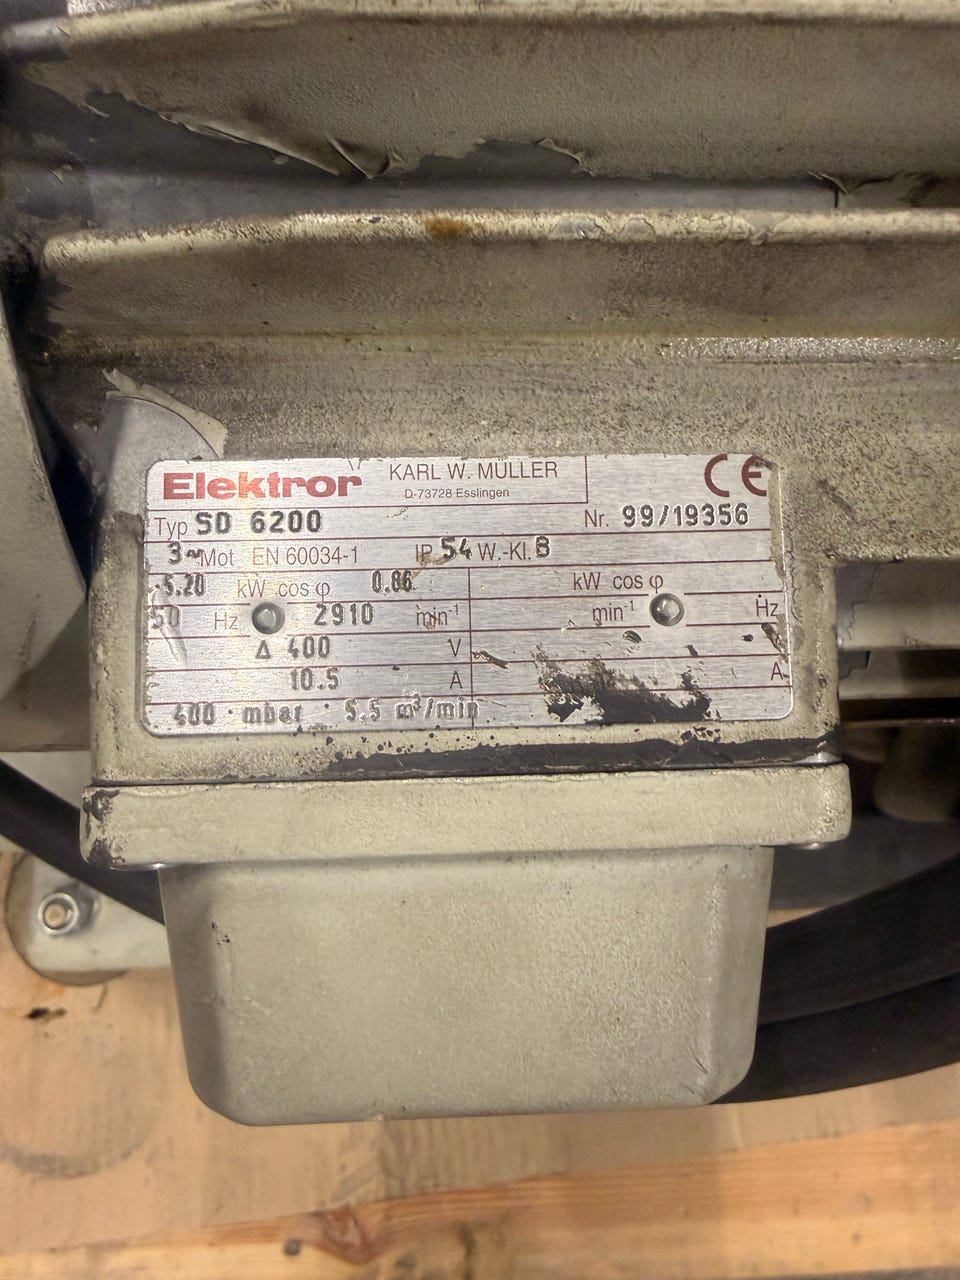 Elektror KARL W. MÜLLER CE
D-73728 Esslingen
Typ SD 6200 Nr. 99/19356
3~ Mot EN 60034-1 IP 54 W.-Kl. B
5.20 kW cos φ 0.86 kW cos φ
50 Hz 2910 min-1 min-1 Hz
Δ 400 V V
10.5 A A
400 · mbar · 5.5 m³/min